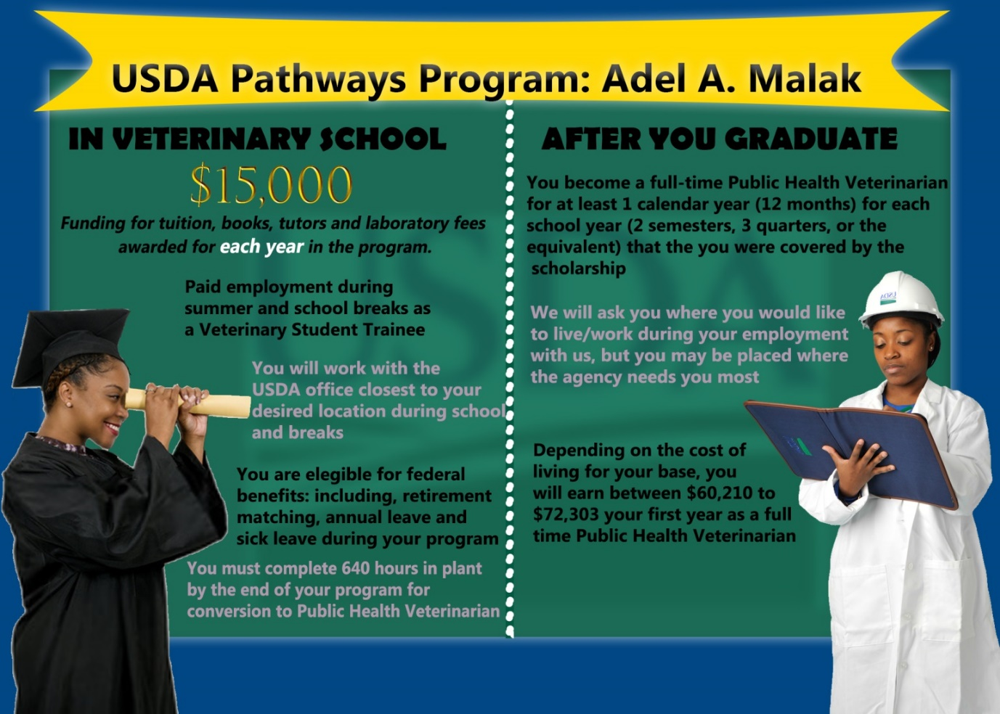 USDA Pathways Program: Adel A. Malak
IN VETERINARY SCHOOL
$15,000
Funding for tuition, books, tutors and laboratory fees
awarded for each year in the program.
Paid employment during
summer and school breaks as
a Veterinary Student Trainee
You will work with the
USDA office closest to your
desired location during school
and breaks
You are elegible for federal
benefits: including, retirement
matching, annual leave and
sick leave during your program
You must complete 640 hours in plant
by the end of your program for
conversion to Public Health Veterinarian
AFTER YOU GRADUATE
You become a full-time Public Health Veterinarian
for at least 1 calendar year (12 months) for each
school year (2 semesters, 3 quarters, or the
equivalent) that the you were covered by the
scholarship
We will ask you where you would like
to live/work during your employment
with us, but you may be placed where
the agency needs you most
Depending on the cost of
living for your base, you
will earn between $60,210 to
$72,303 your first year as a full
time Public Health Veterinarian
USDA
USDA